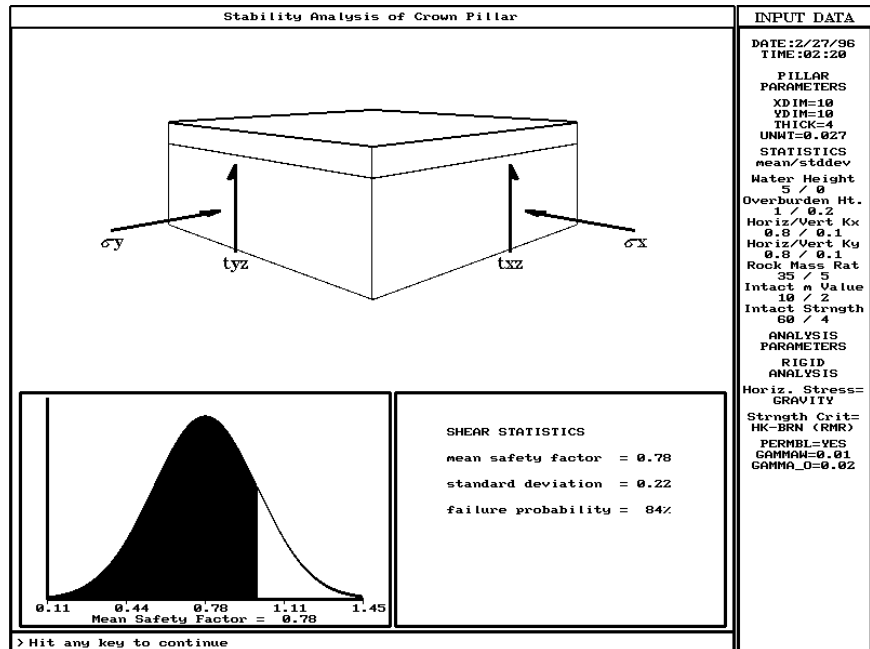 Stability Analysis of Crown Pillar
σy
tyz
txz
σx
0.11 0.44 0.78 1.11 1.45
Mean Safety Factor = 0.78
SHEAR STATISTICS
mean safety factor = 0.78
standard deviation = 0.22
failure probability = 84%
>Hit any key to continue
INPUT DATA
DATE:2/27/96
TIME:02:20
PILLAR
PARAMETERS
XDIM=10
YDIM=10
THICK=4
UNWT=0.027
STATISTICS
mean/stddev
Water Height
5 / 0
Overburden Ht.
1 / 0.2
Horiz/Vert Kx
0.8 / 0.1
Horiz/Vert Ky
0.8 / 0.1
Rock Mass Rat
35 / 5
Intact m Value
10 / 2
Intact Strngth
60 / 4
ANALYSIS
PARAMETERS
RIGID
ANALYSIS
Horiz. Stress=
GRAVITY
Strngth Crit=
HK-BRN (RMR)
PERMBL=YES
GAMMAW=0.01
GAMMA_O=0.02